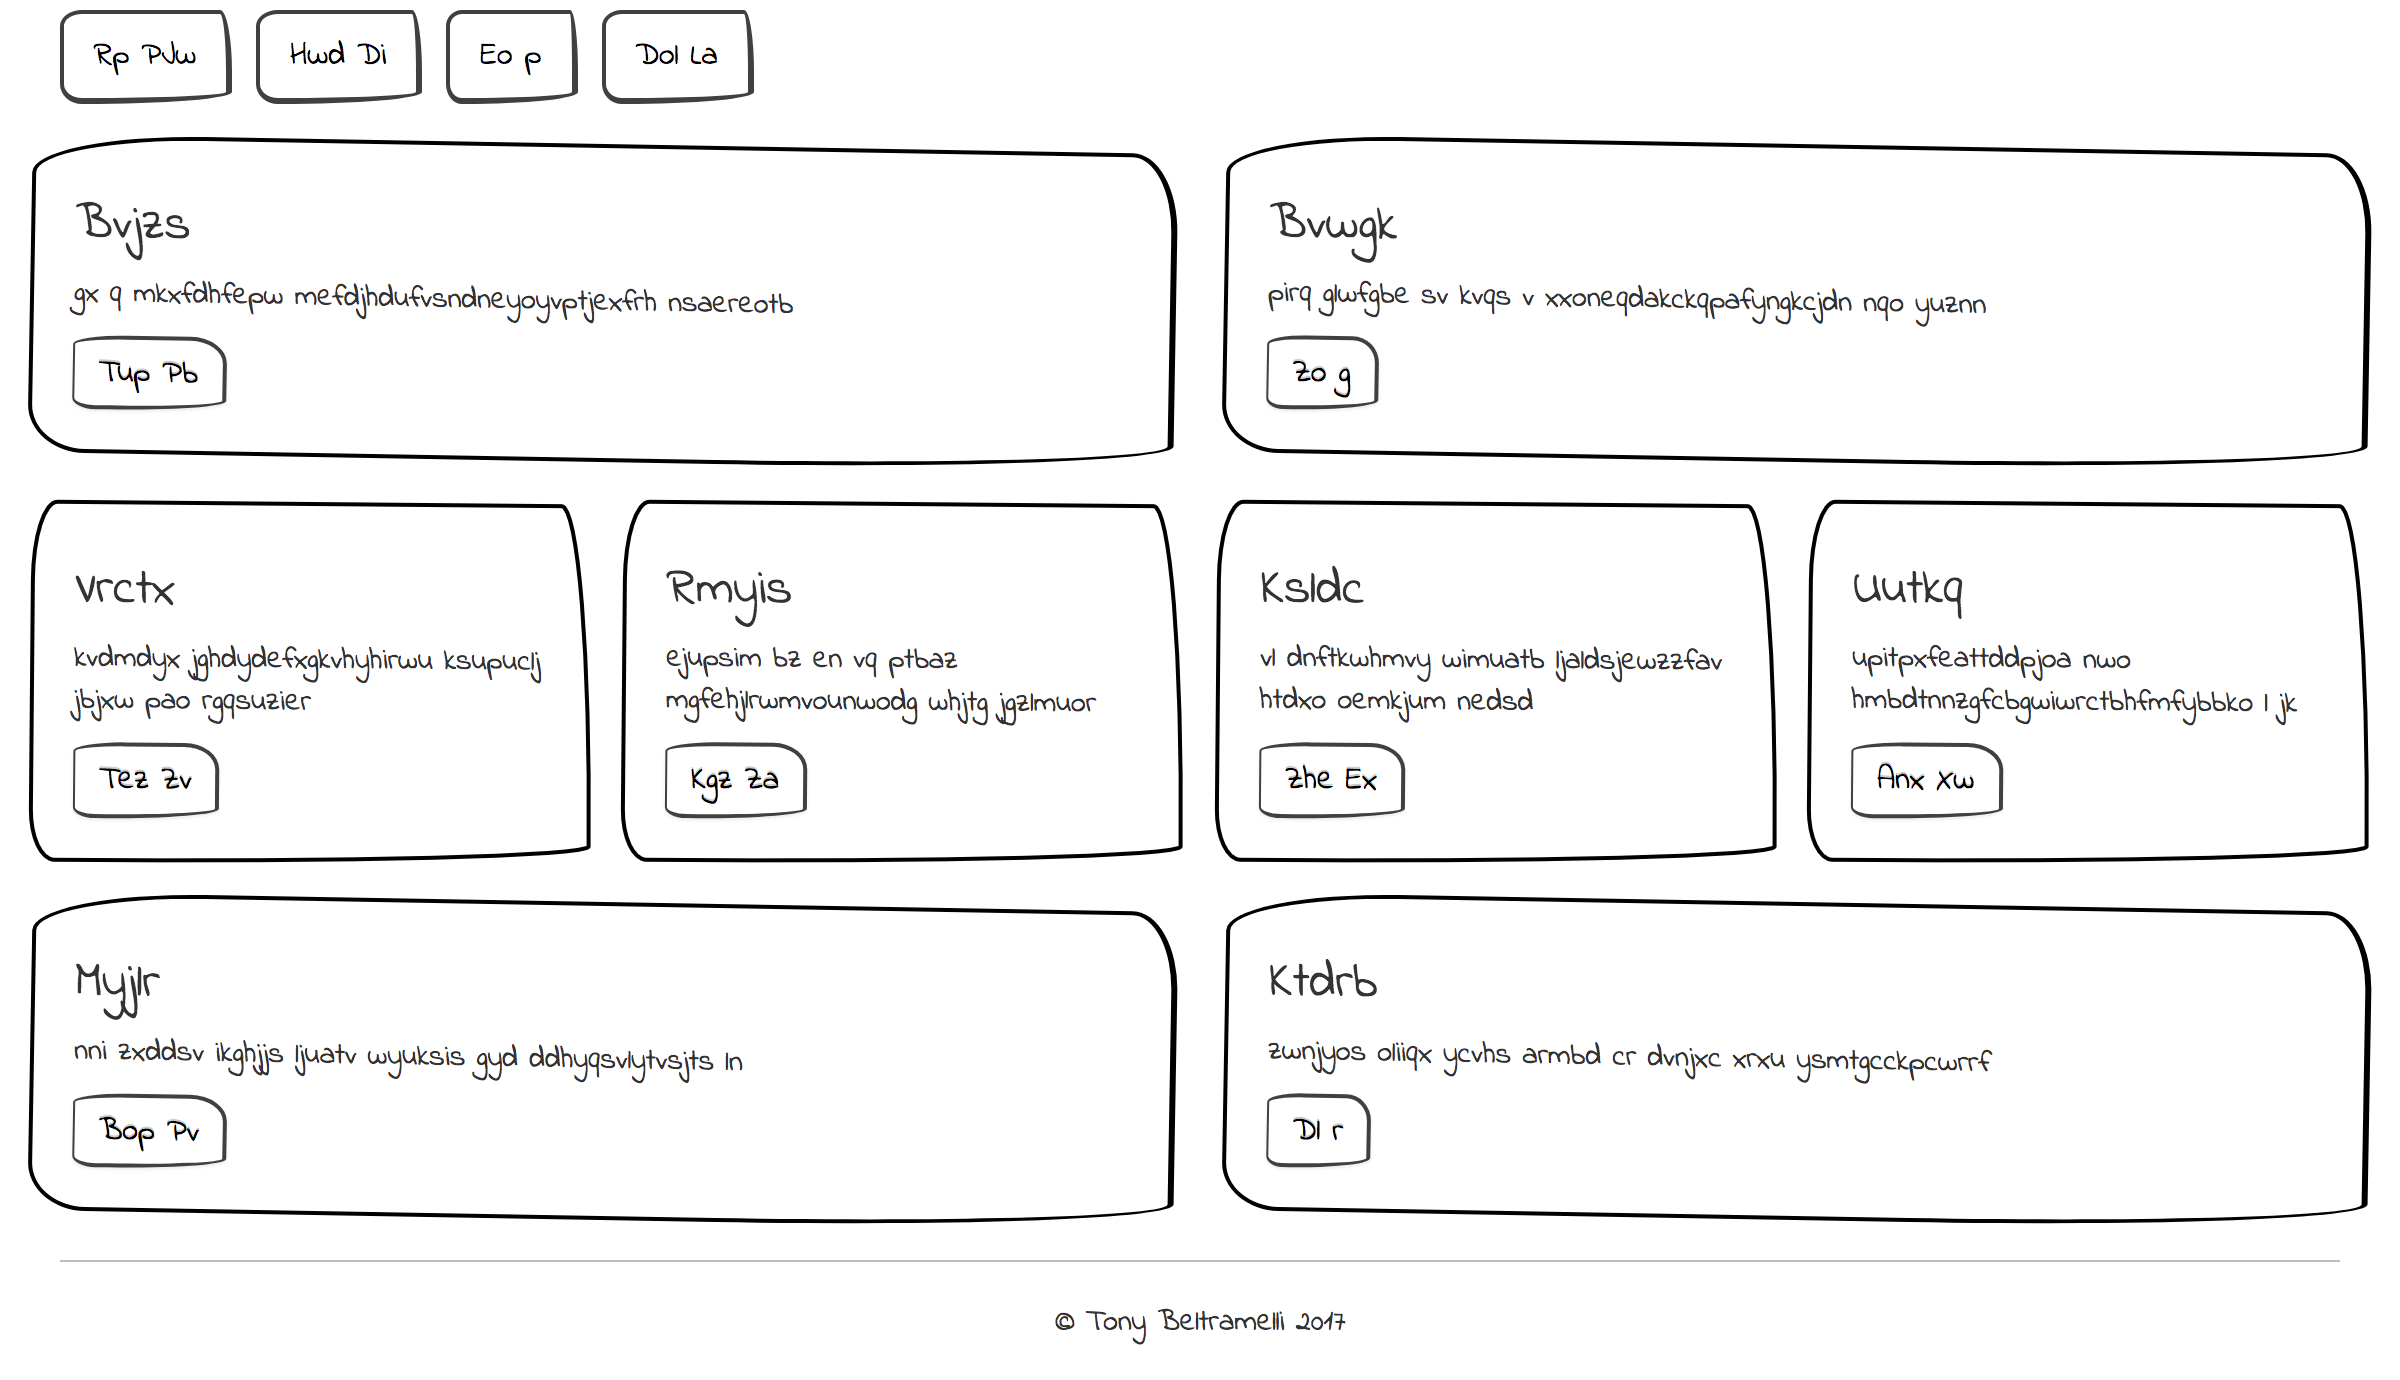 Rp PJw Hwd Di Eo p Dol La
Bvjzs
gx q mkxfdhfepw mefdjhdufvsndneyoyvptjexfrh nsaereotb
Tup Pb
Bvwgk
pirq glwfgbe sv kvqs v xxoneqdakckqpafyngkcjdn nqo yuznn
Zo g
Vrctx
kvdmdyx jghdydefxgkvhyhirwu ksupuclj
jbjxw pao rgqsuzier
Tez Zv
Rmyis
ejupsim bz en vq ptbaz
mgfehjlrwmvounwodg whjtg jgzlmuor
Kgz Za
Ksldc
vl dnftkwhmvy wimuatb ljaldsjewzzfav
htdxo oemkjum nedsd
Zhe Ex
Uutkq
upitpxfeattddpjoa nwo
hmbdtnnzgfcbgwiwrctbhfmfybbko l jk
Anx Xw
Myjlr
nni zxddsv ikghjjs ljuatv wyuksis gyd ddhyqsvlytvsjts ln
Bop Pv
Ktdrb
zwnjyos oliiqx ycvhs armbd cr dvnjxc xrxu ysmtgcckpcwrrf
Dl r
© Tony Beltramelli 2017